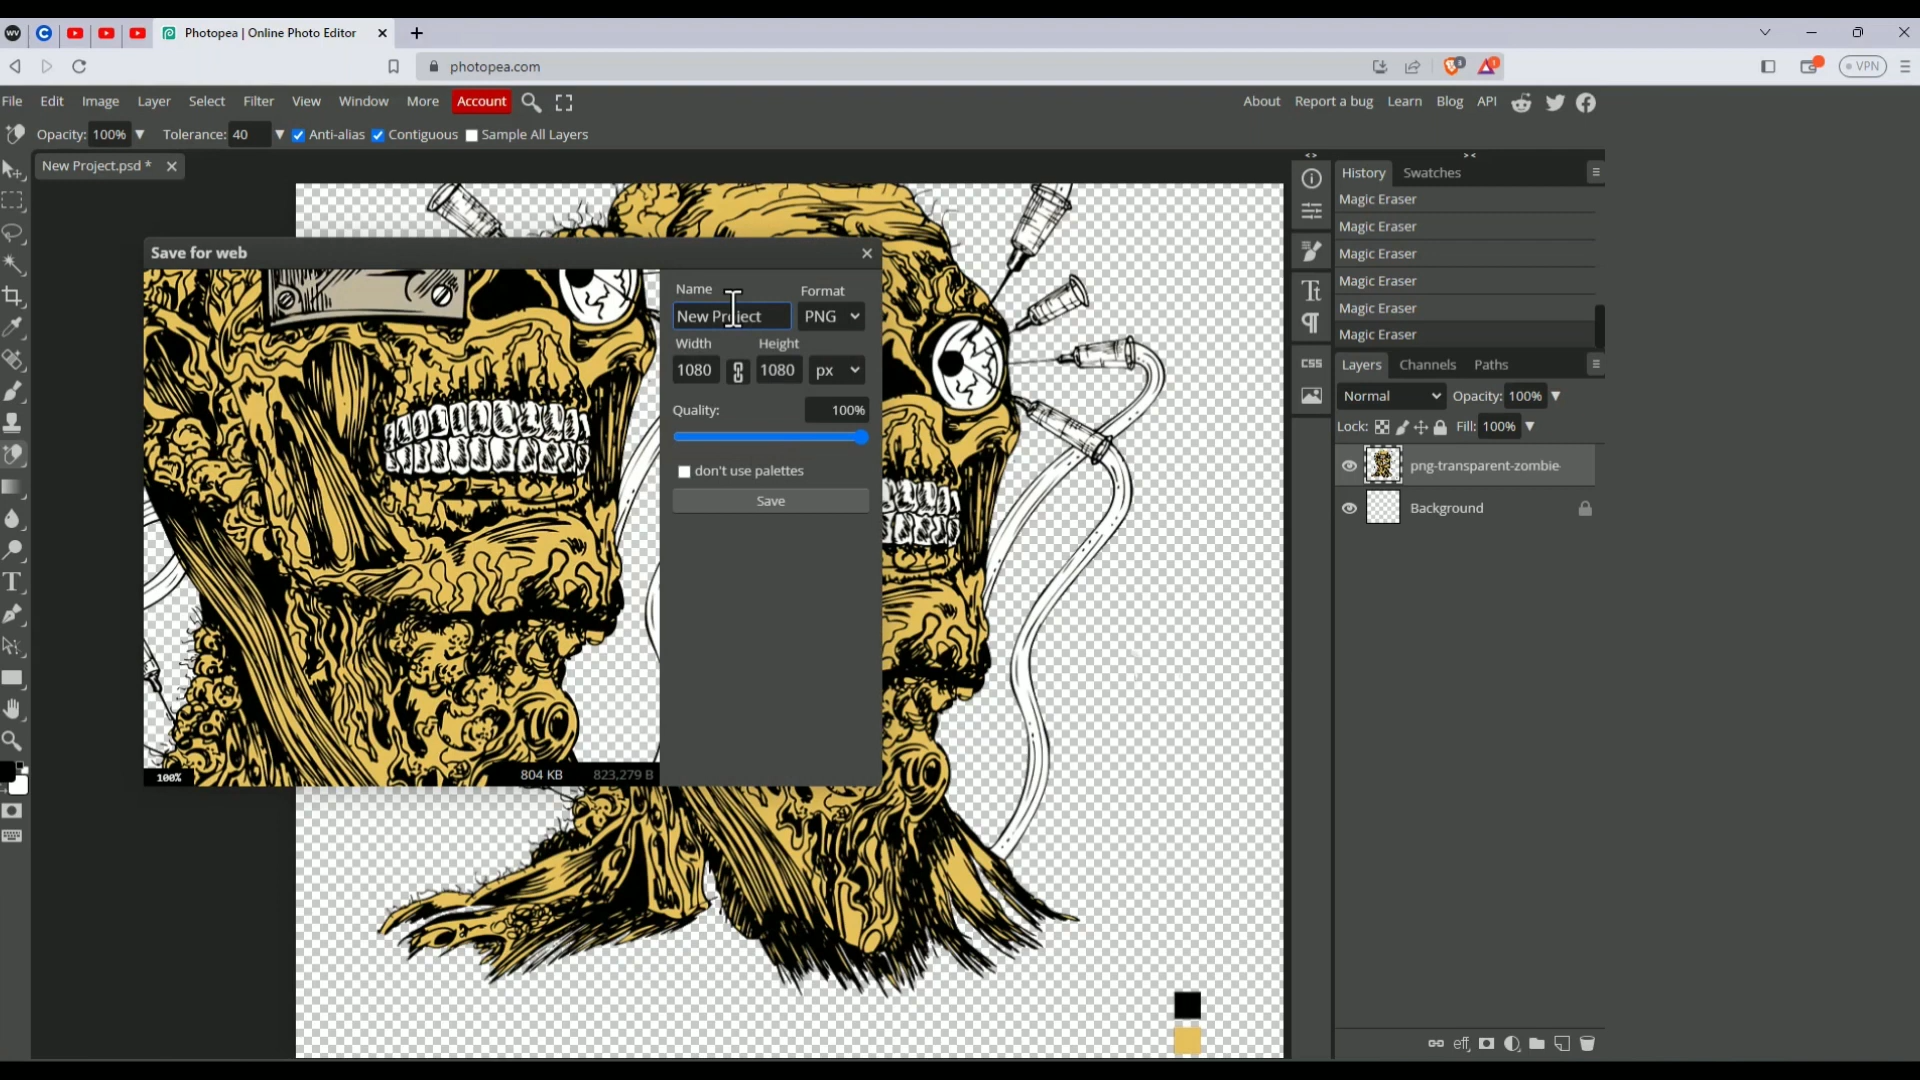 Photopea | Online Photo Editor
photopea.com
VPN
File Edit Image Layer Select Filter View Window More Account
About Report a bug Learn Blog API
Opacity: 100% Tolerance: 40 Anti-alias Contiguous Sample All Layers
New Project.psd *
History Swatches
Magic Eraser
Magic Eraser
Magic Eraser
Magic Eraser
Magic Eraser
Magic Eraser
CSS
Layers Channels Paths
Normal Opacity: 100%
Lock: Fill: 100%
png-transparent-zombie
Background
eff
Save for web
Name Format
New Project PNG
Width Height
1080 1080 px
Quality: 100%
don't use palettes
Save
100% 804 KB 823,279 B